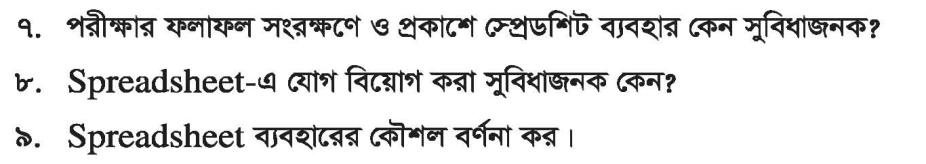 ৭. পরীক্ষার ফলাফল সংরক্ষণে ও প্রকাশে স্প্রেডশিট ব্যবহার কেন সুবিধাজনক?
৮. Spreadsheet-এ যোগ বিয়োগ করা সুবিধাজনক কেন?
৯. Spreadsheet ব্যবহারের কৌশল বর্ণনা কর।